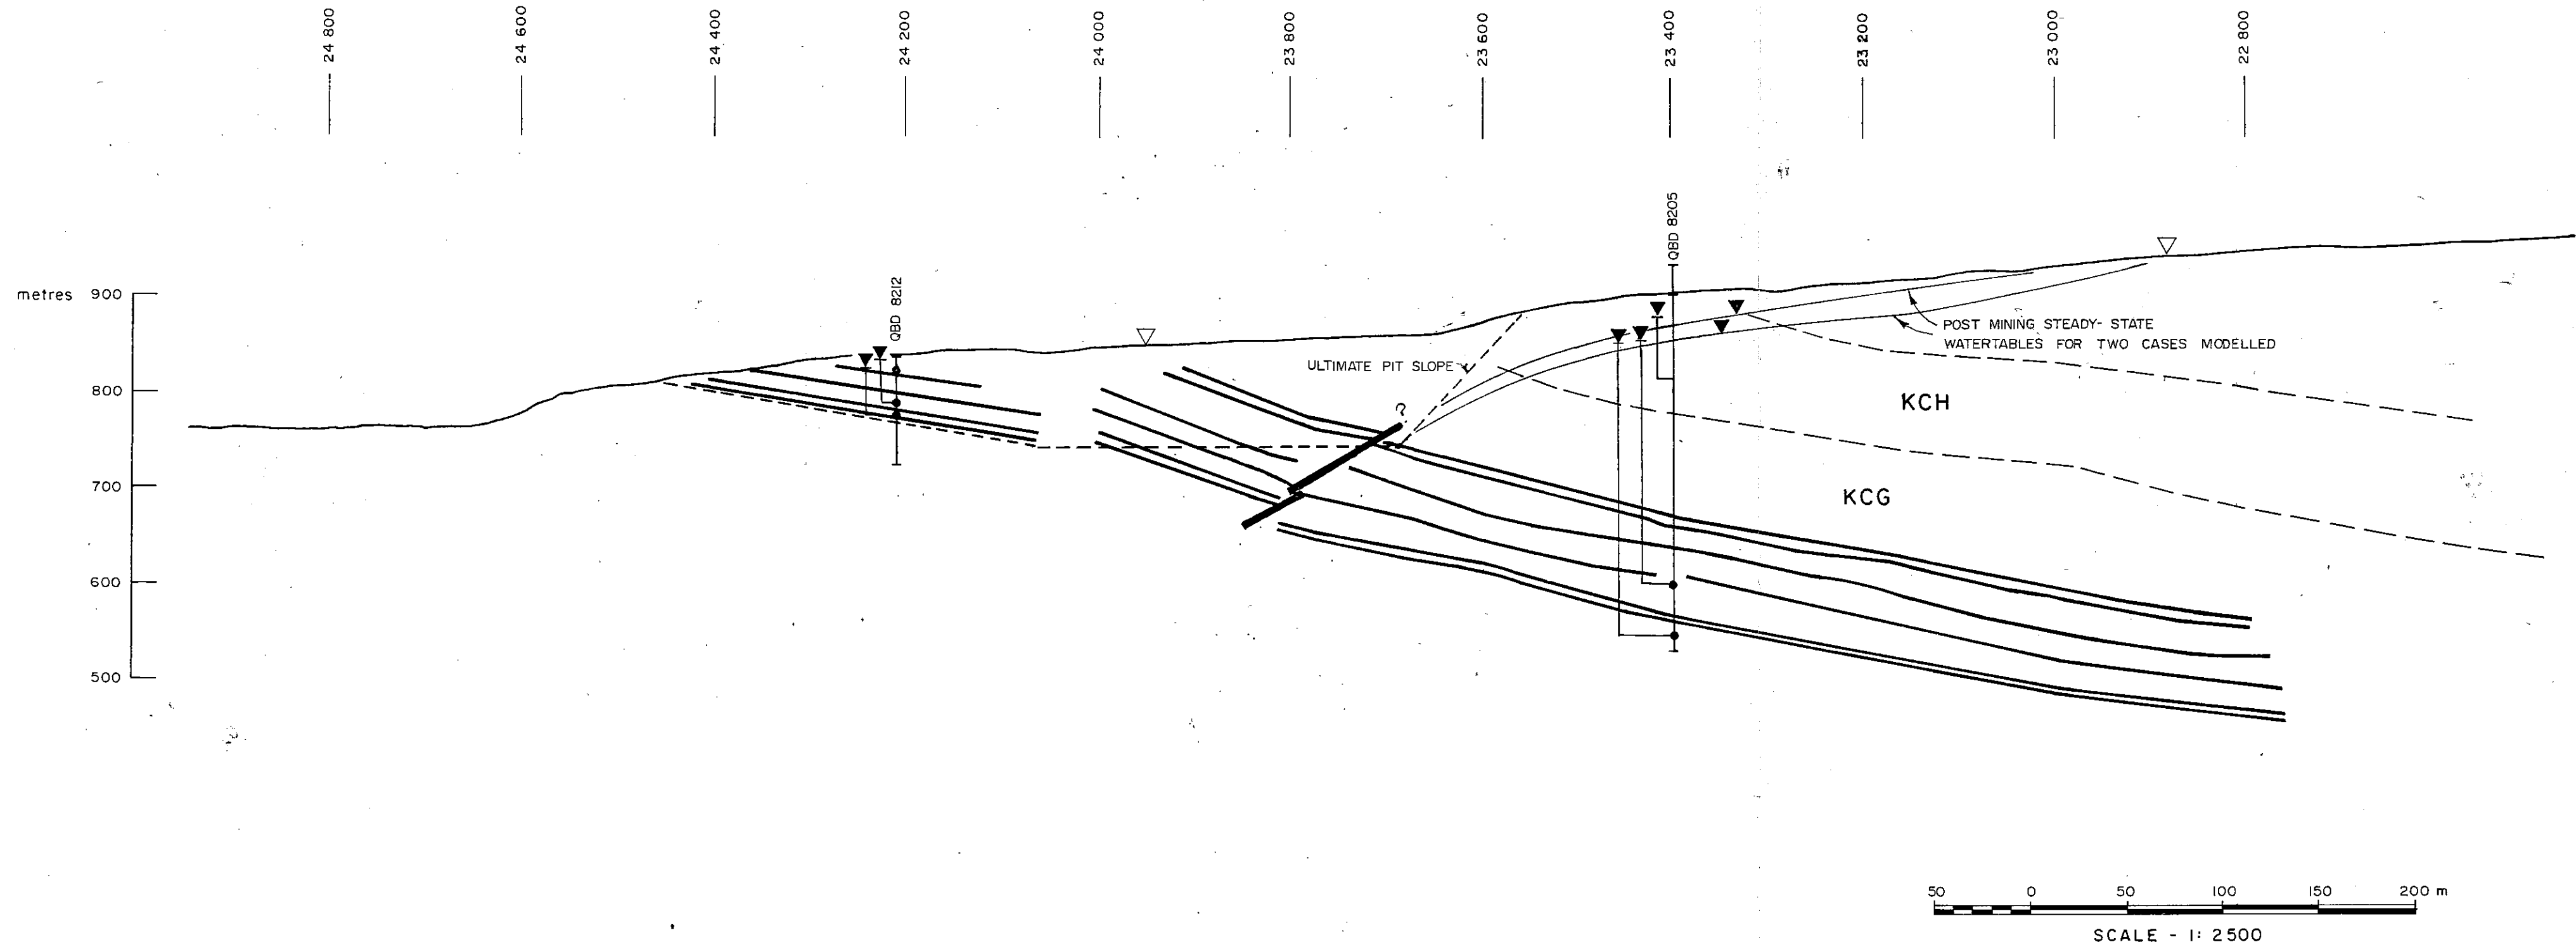 24 800
24 600
24 400
24 200
24 000
23 800
23 600
23 400
23 200
23 000
22 800
QBD 8205
QBD 8212
metres 900
800
700
600
500
ULTIMATE PIT SLOPE
?
POST MINING STEADY-STATE
WATERTABLES FOR TWO CASES MODELLED
KCH
KCG
50 0 50 100 150 200 m
SCALE - 1: 2500